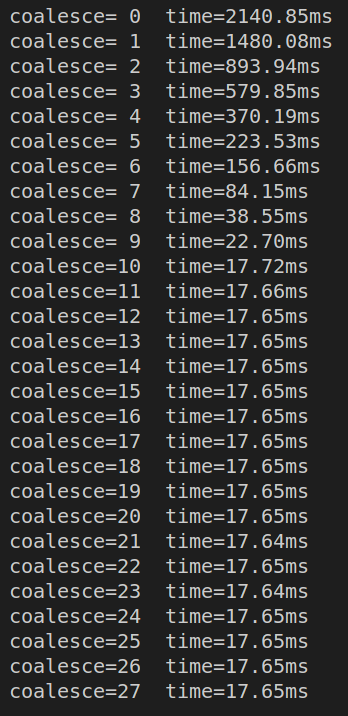 coalesce= 0  time=2140.85ms
coalesce= 1  time=1480.08ms
coalesce= 2  time=893.94ms
coalesce= 3  time=579.85ms
coalesce= 4  time=370.19ms
coalesce= 5  time=223.53ms
coalesce= 6  time=156.66ms
coalesce= 7  time=84.15ms
coalesce= 8  time=38.55ms
coalesce= 9  time=22.70ms
coalesce=10  time=17.72ms
coalesce=11  time=17.66ms
coalesce=12  time=17.65ms
coalesce=13  time=17.65ms
coalesce=14  time=17.65ms
coalesce=15  time=17.65ms
coalesce=16  time=17.65ms
coalesce=17  time=17.65ms
coalesce=18  time=17.65ms
coalesce=19  time=17.65ms
coalesce=20  time=17.65ms
coalesce=21  time=17.64ms
coalesce=22  time=17.65ms
coalesce=23  time=17.64ms
coalesce=24  time=17.65ms
coalesce=25  time=17.65ms
coalesce=26  time=17.65ms
coalesce=27  time=17.65ms